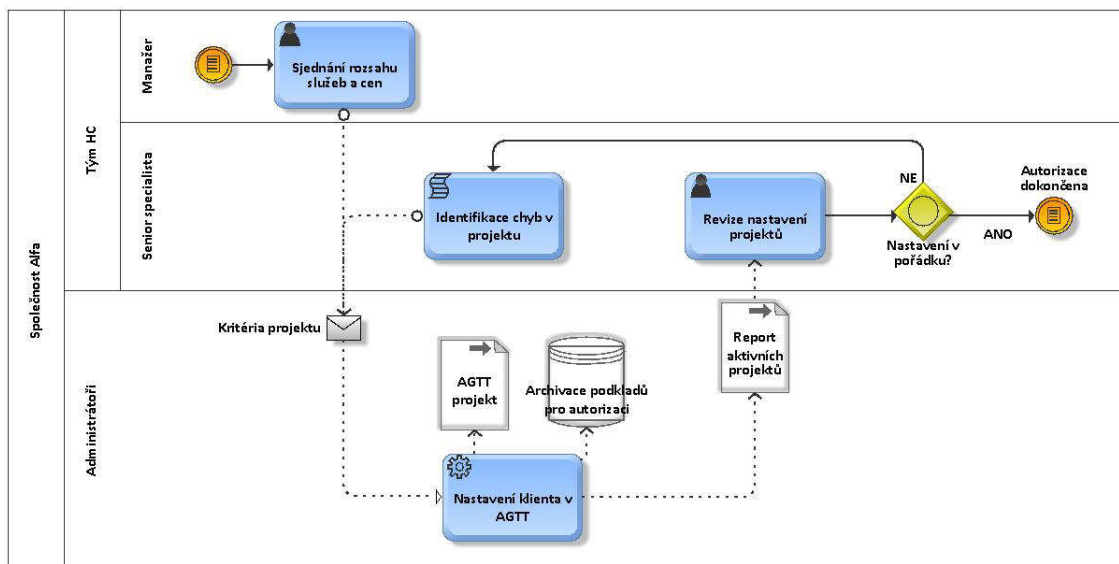 Společnost Alfa
Tým HC
Manažer
Sjednání rozsahu
služeb a cen
Senior specialista
Identifikace chyb v
projektu
Revize nastavení
projektů
NE
Nastavení v
pořádku?
ANO
Autorizace
dokončena
Administrátoři
Kritéria projektu
AGTT
projekt
Archivace podkladů
pro autorizaci
Report
aktivních
projektů
Nastavení klienta v
AGTT